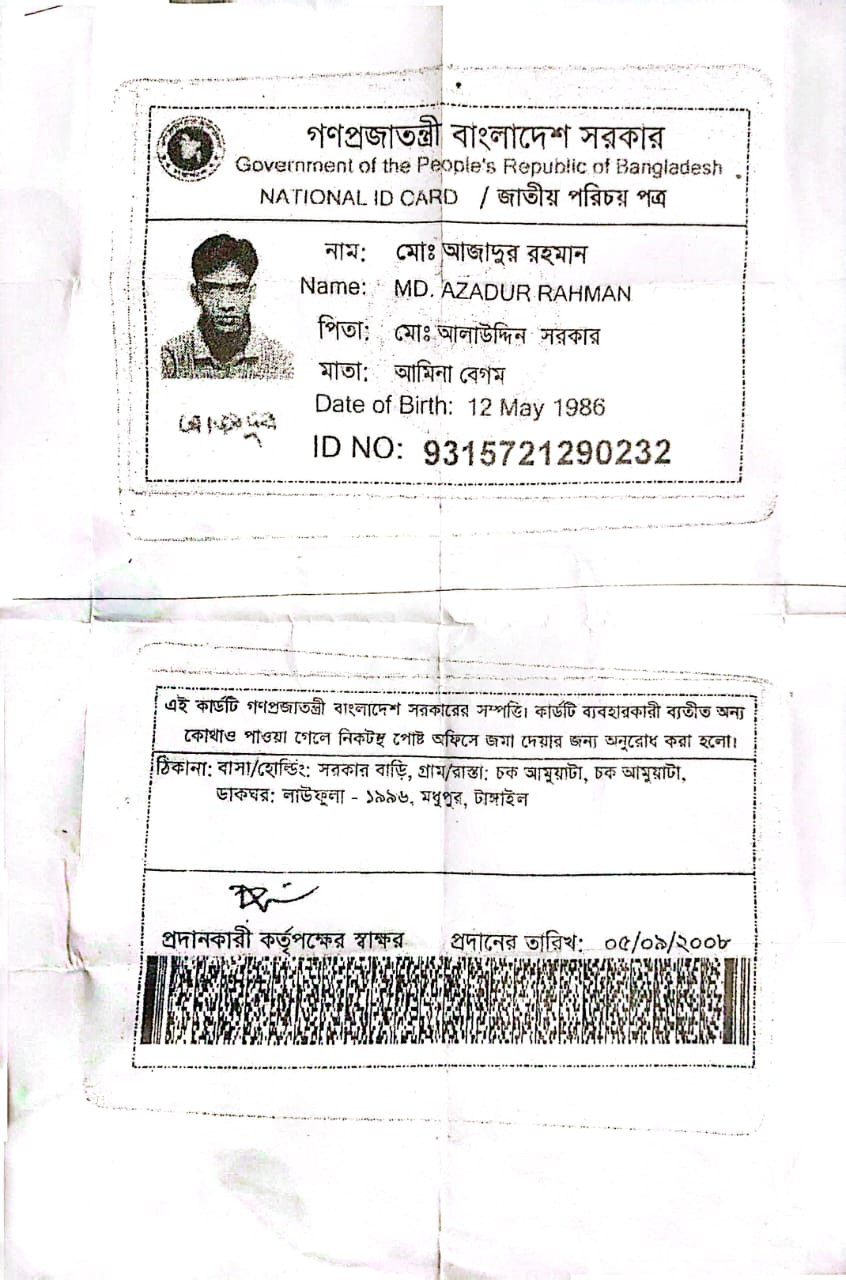 গণপ্রজাতন্ত্রী বাংলাদেশ সরকার
Government of the People's Republic of Bangladesh
NATIONAL ID CARD / জাতীয় পরিচয় পত্র
নাম: মোঃ আজাদুর রহমান
Name: MD. AZADUR RAHMAN
পিতা: মোঃ আলাউদ্দিন সরকার
মাতা: আমিনা বেগম
Date of Birth: 12 May 1986
ID NO: 9315721290232
এই কার্ডটি গণপ্রজাতন্ত্রী বাংলাদেশ সরকারের সম্পত্তি। কার্ডটি ব্যবহারকারী ব্যতীত অন্য
কোথাও পাওয়া গেলে নিকটস্থ পোষ্ট অফিসে জমা দেয়ার জন্য অনুরোধ করা হলো।
ঠিকানা: বাসা/হোল্ডিং: সরকার বাড়ি, গ্রাম/রাস্তা: চক আমুয়াটা, চক আমুয়াটা,
ডাকঘর: লাউফুলা - ১৯৯৬, মধুপুর, টাঙ্গাইল
প্রদানকারী কর্তৃপক্ষের স্বাক্ষর প্রদানের তারিখ: ০৫/০৯/২০০৮